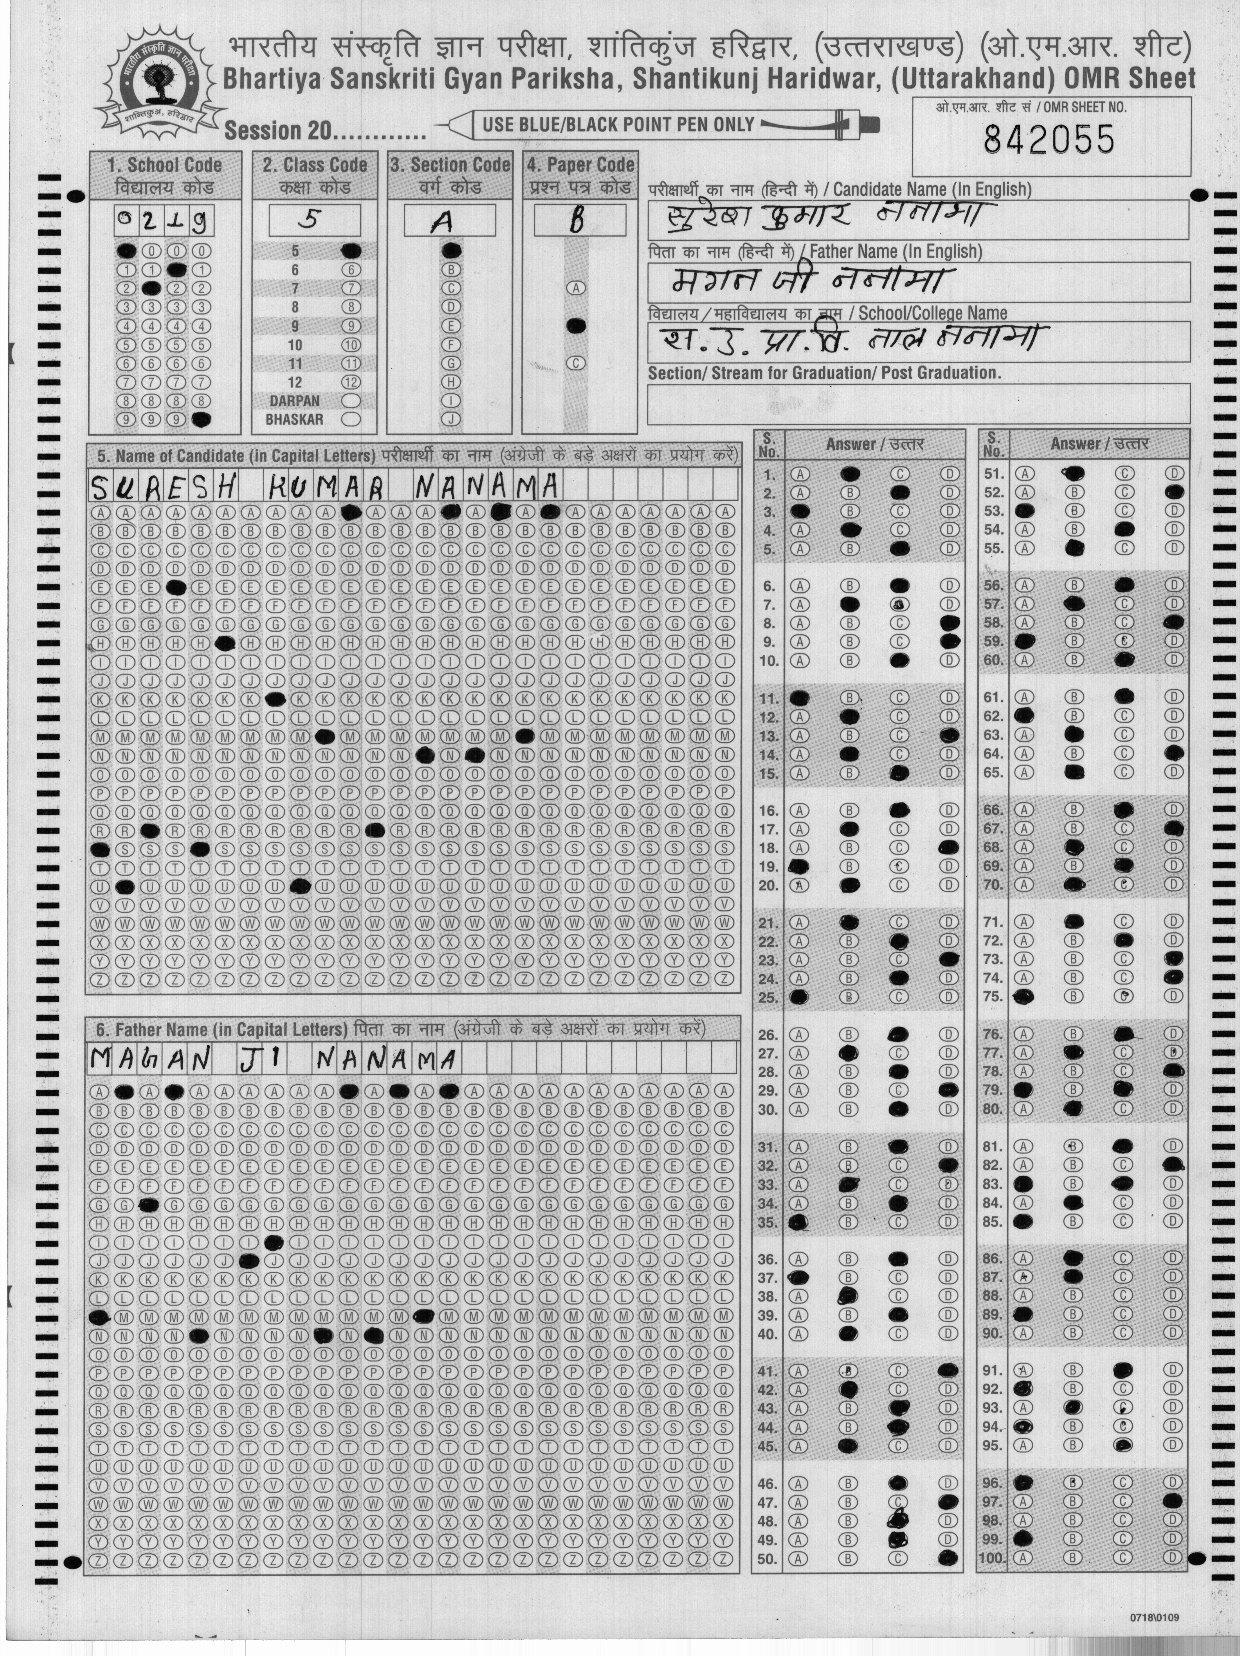 भारतीय संस्कृति ज्ञान परीक्षा, शांतिकुंज हरिद्वार, (उत्तराखण्ड) (ओ.एम.आर. शीट)
Bhartiya Sanskriti Gyan Pariksha, Shantikunj Haridwar, (Uttarakhand) OMR Sheet
Session 20............
USE BLUE/BLACK POINT PEN ONLY
ओ.एम.आर. शीट सं / OMR SHEET NO.
842055
1. School Code
विद्यालय कोड
0219
2. Class Code
कक्षा कोड
5
5
6
7
8
9
10
11
12
DARPAN
BHASKAR
3. Section Code
वर्ग कोड
A
4. Paper Code
प्रश्न पत्र कोड
B
परीक्षार्थी का नाम (हिन्दी में) / Candidate Name (In English)
सुरेश कुमार ननामा
पिता का नाम (हिन्दी में) / Father Name (In English)
मगन जी ननामा
विद्यालय / महाविद्यालय का नाम / School/College Name
रा. उ. प्रा. वि. ताल ननामा
Section/ Stream for Graduation/ Post Graduation.
5. Name of Candidate (in Capital Letters) परीक्षार्थी का नाम (अंग्रेजी के बड़े अक्षरों का प्रयोग करें)
SURESH KUMAR NANAMA
6. Father Name (in Capital Letters) पिता का नाम (अंग्रेजी के बड़े अक्षरों का प्रयोग करें)
MAGAN JI NANAMA
S. No. Answer / उत्तर
S. No. Answer / उत्तर
0718\0109